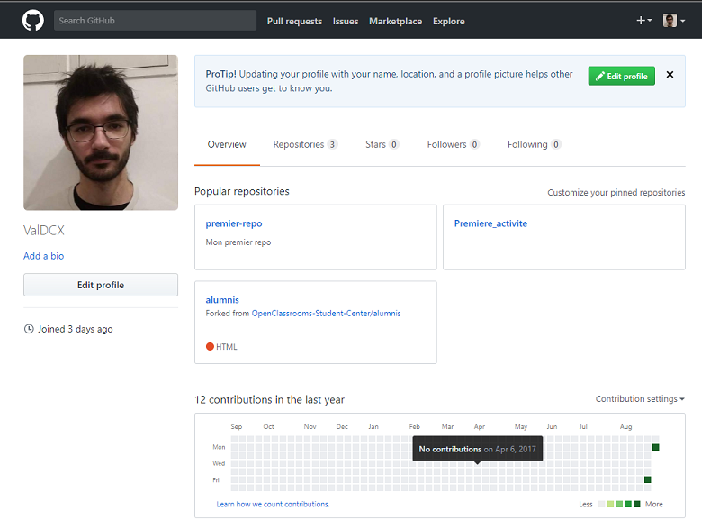 Search GitHub
Pull requests Issues Marketplace Explore
ProTip! Updating your profile with your name, location, and a profile picture helps other
GitHub users get to know you.
Edit profile
Overview Repositories 3 Stars 0 Followers 0 Following 0
ValDCX
Add a bio
Edit profile
Joined 3 days ago
Popular repositories
Customize your pinned repositories
premier-repo
Mon premier repo
Premiere_activite
alumnis
Forked from OpenClassrooms-Student-Center/alumnis
HTML
12 contributions in the last year
Contribution settings
Sep Oct Nov Dec Jan Feb Mar Apr May Jun Jul Aug
Mon
No contributions on Apr 6, 2017
Wed
Fri
Learn how we count contributions.
Less More